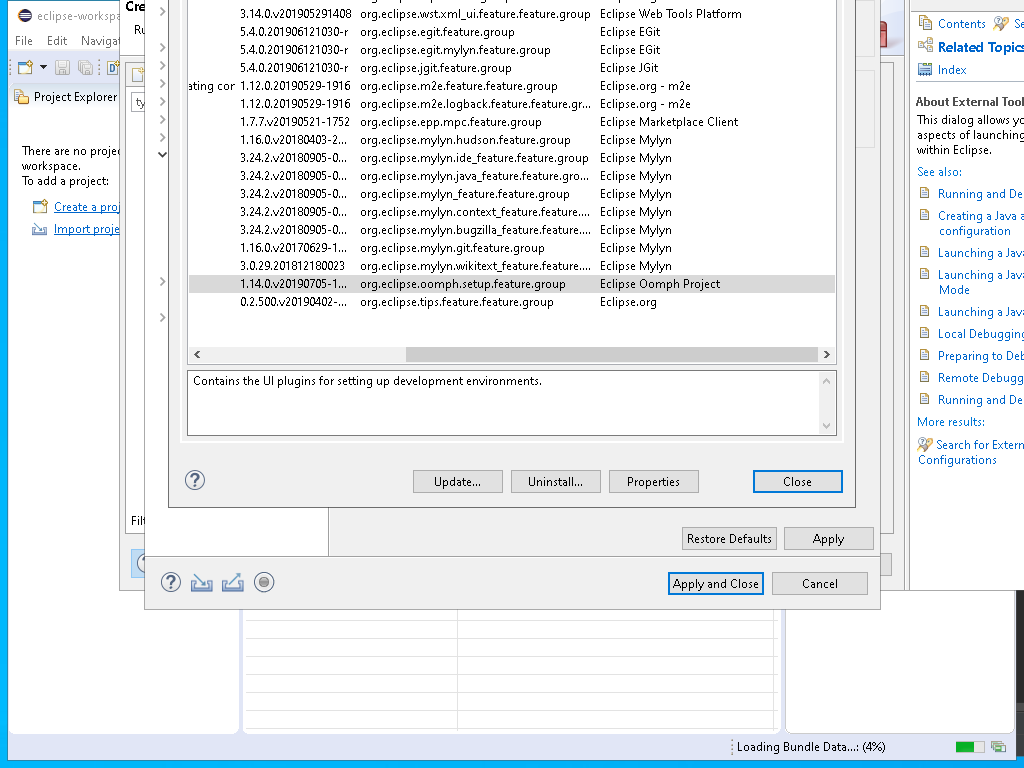 eclipse-workspa
File Edit Navigat
Project Explorer
There are no projec
workspace.
To add a project:
Create a proj
Import proje
Cre
Ru
ty
Filt
3.14.0.v201905291408 org.eclipse.wst.xml_ui.feature.feature.group Eclipse Web Tools Platform
5.4.0.201906121030-r org.eclipse.egit.feature.group Eclipse EGit
5.4.0.201906121030-r org.eclipse.egit.mylyn.feature.group Eclipse EGit
5.4.0.201906121030-r org.eclipse.jgit.feature.group Eclipse JGit
ating cor 1.12.0.20190529-1916 org.eclipse.m2e.feature.feature.group Eclipse.org - m2e
1.12.0.20190529-1916 org.eclipse.m2e.logback.feature.feature.gr... Eclipse.org - m2e
1.7.7.v20190521-1752 org.eclipse.epp.mpc.feature.group Eclipse Marketplace Client
1.16.0.v20180403-2... org.eclipse.mylyn.hudson.feature.group Eclipse Mylyn
3.24.2.v20180905-0... org.eclipse.mylyn.ide_feature.feature.group Eclipse Mylyn
3.24.2.v20180905-0... org.eclipse.mylyn.java_feature.feature.gro... Eclipse Mylyn
3.24.2.v20180905-0... org.eclipse.mylyn_feature.feature.group Eclipse Mylyn
3.24.2.v20180905-0... org.eclipse.mylyn.context_feature.feature.... Eclipse Mylyn
3.24.2.v20180905-0... org.eclipse.mylyn.bugzilla_feature.feature.... Eclipse Mylyn
1.16.0.v20170629-1... org.eclipse.mylyn.git.feature.group Eclipse Mylyn
3.0.29.201812180023 org.eclipse.mylyn.wikitext_feature.feature.... Eclipse Mylyn
1.14.0.v20190705-1... org.eclipse.oomph.setup.feature.group Eclipse Oomph Project
0.2.500.v20190402-... org.eclipse.tips.feature.feature.group Eclipse.org
Contains the UI plugins for setting up development environments.
Update... Uninstall... Properties Close
Restore Defaults Apply
Apply and Close Cancel
Contents Se
Related Topics
Index
About External Tool
This dialog allows yo
aspects of launching
within Eclipse.
See also:
Running and De
Creating a Java a
configuration
Launching a Java
Launching a Java
Mode
Launching a Java
Local Debugging
Preparing to Deb
Remote Debugg
Running and De
More results:
Search for Extern
Configurations
Loading Bundle Data...: (4%)